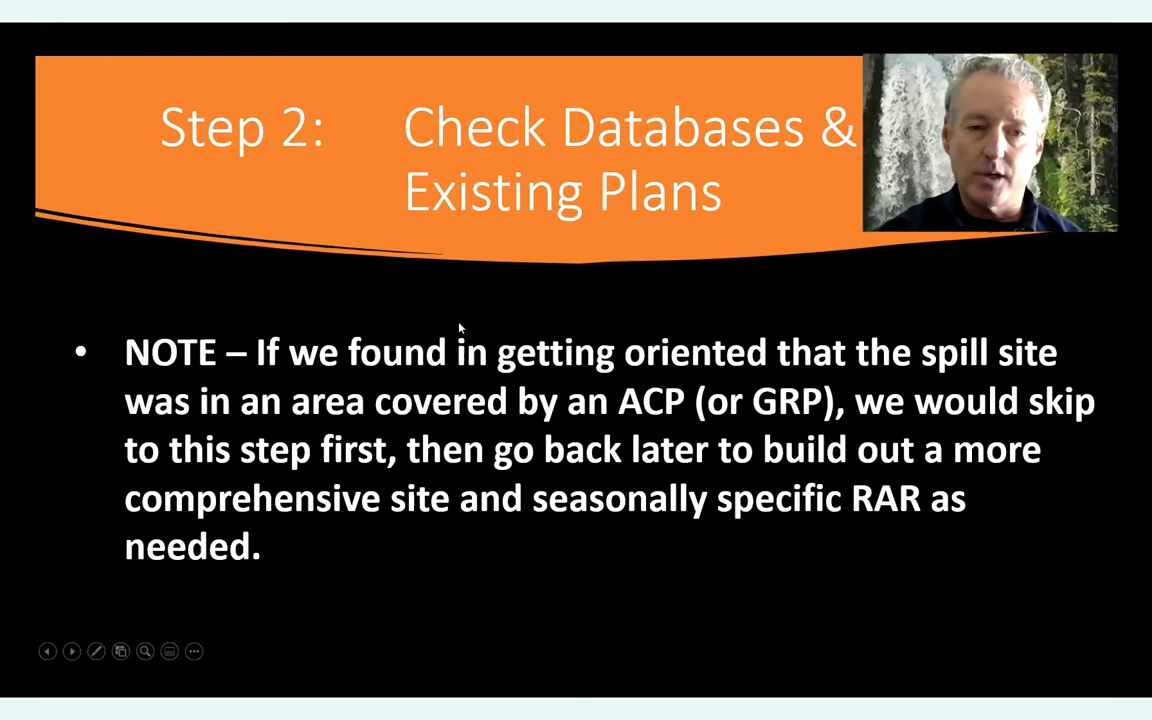 Step 2: Check Databases &
Existing Plans
• NOTE – If we found in getting oriented that the spill site
was in an area covered by an ACP (or GRP), we would skip
to this step first, then go back later to build out a more
comprehensive site and seasonally specific RAR as
needed.